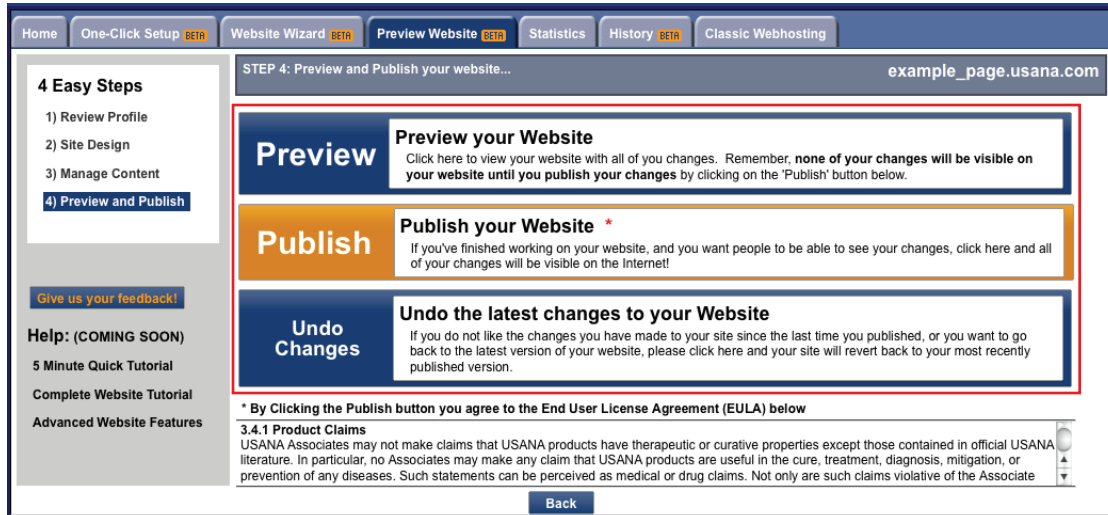 Home One-Click Setup BETA Website Wizard BETA Preview Website BETA Statistics History BETA Classic Webhosting
STEP 4: Preview and Publish your website...
example_page.usana.com
4 Easy Steps
1) Review Profile
2) Site Design
3) Manage Content
4) Preview and Publish
Give us your feedback!
Help: (COMING SOON)
5 Minute Quick Tutorial
Complete Website Tutorial
Advanced Website Features
Preview
Preview your Website
Click here to view your website with all of you changes. Remember, none of your changes will be visible on
your website until you publish your changes by clicking on the 'Publish' button below.
Publish
Publish your Website *
If you've finished working on your website, and you want people to be able to see your changes, click here and all
of your changes will be visible on the Internet!
Undo
Changes
Undo the latest changes to your Website
If you do not like the changes you have made to your site since the last time you published, or you want to go
back to the latest version of your website, please click here and your site will revert back to your most recently
published version.
* By Clicking the Publish button you agree to the End User License Agreement (EULA) below
3.4.1 Product Claims
USANA Associates may not make claims that USANA products have therapeutic or curative properties except those contained in official USANA
literature. In particular, no Associates may make any claim that USANA products are useful in the cure, treatment, diagnosis, mitigation, or
prevention of any diseases. Such statements can be perceived as medical or drug claims. Not only are such claims violative of the Associate
Back